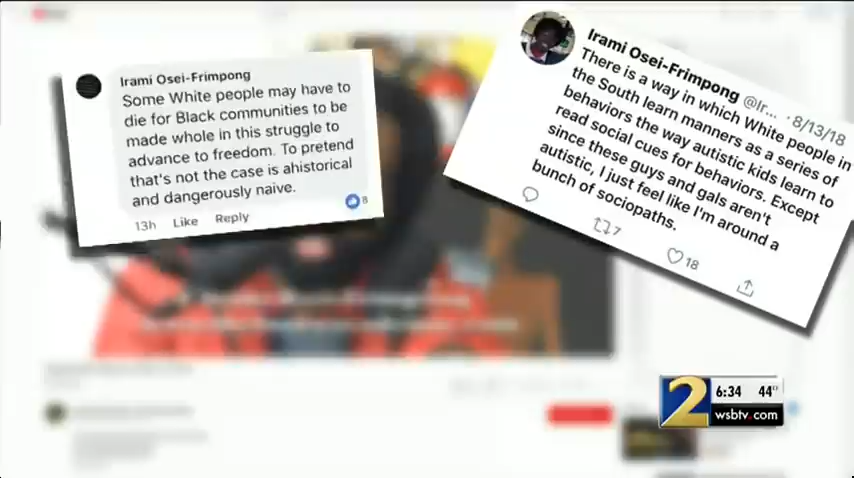 Irami Osei-Frimpong
Some White people may have to
die for Black communities to be
made whole in this struggle to
advance to freedom. To pretend
that's not the case is ahistorical
and dangerously naive.
13h Like Reply
8
Irami Osei-Frimpong @Ir... · 8/13/18
There is a way in which White people in
the South learn manners as a series of
behaviors the way autistic kids learn to
read social cues for behaviors. Except
since these guys and gals aren't
autistic, I just feel like I'm around a
bunch of sociopaths.
7
18
2
6:34 44°
wsbtv.com